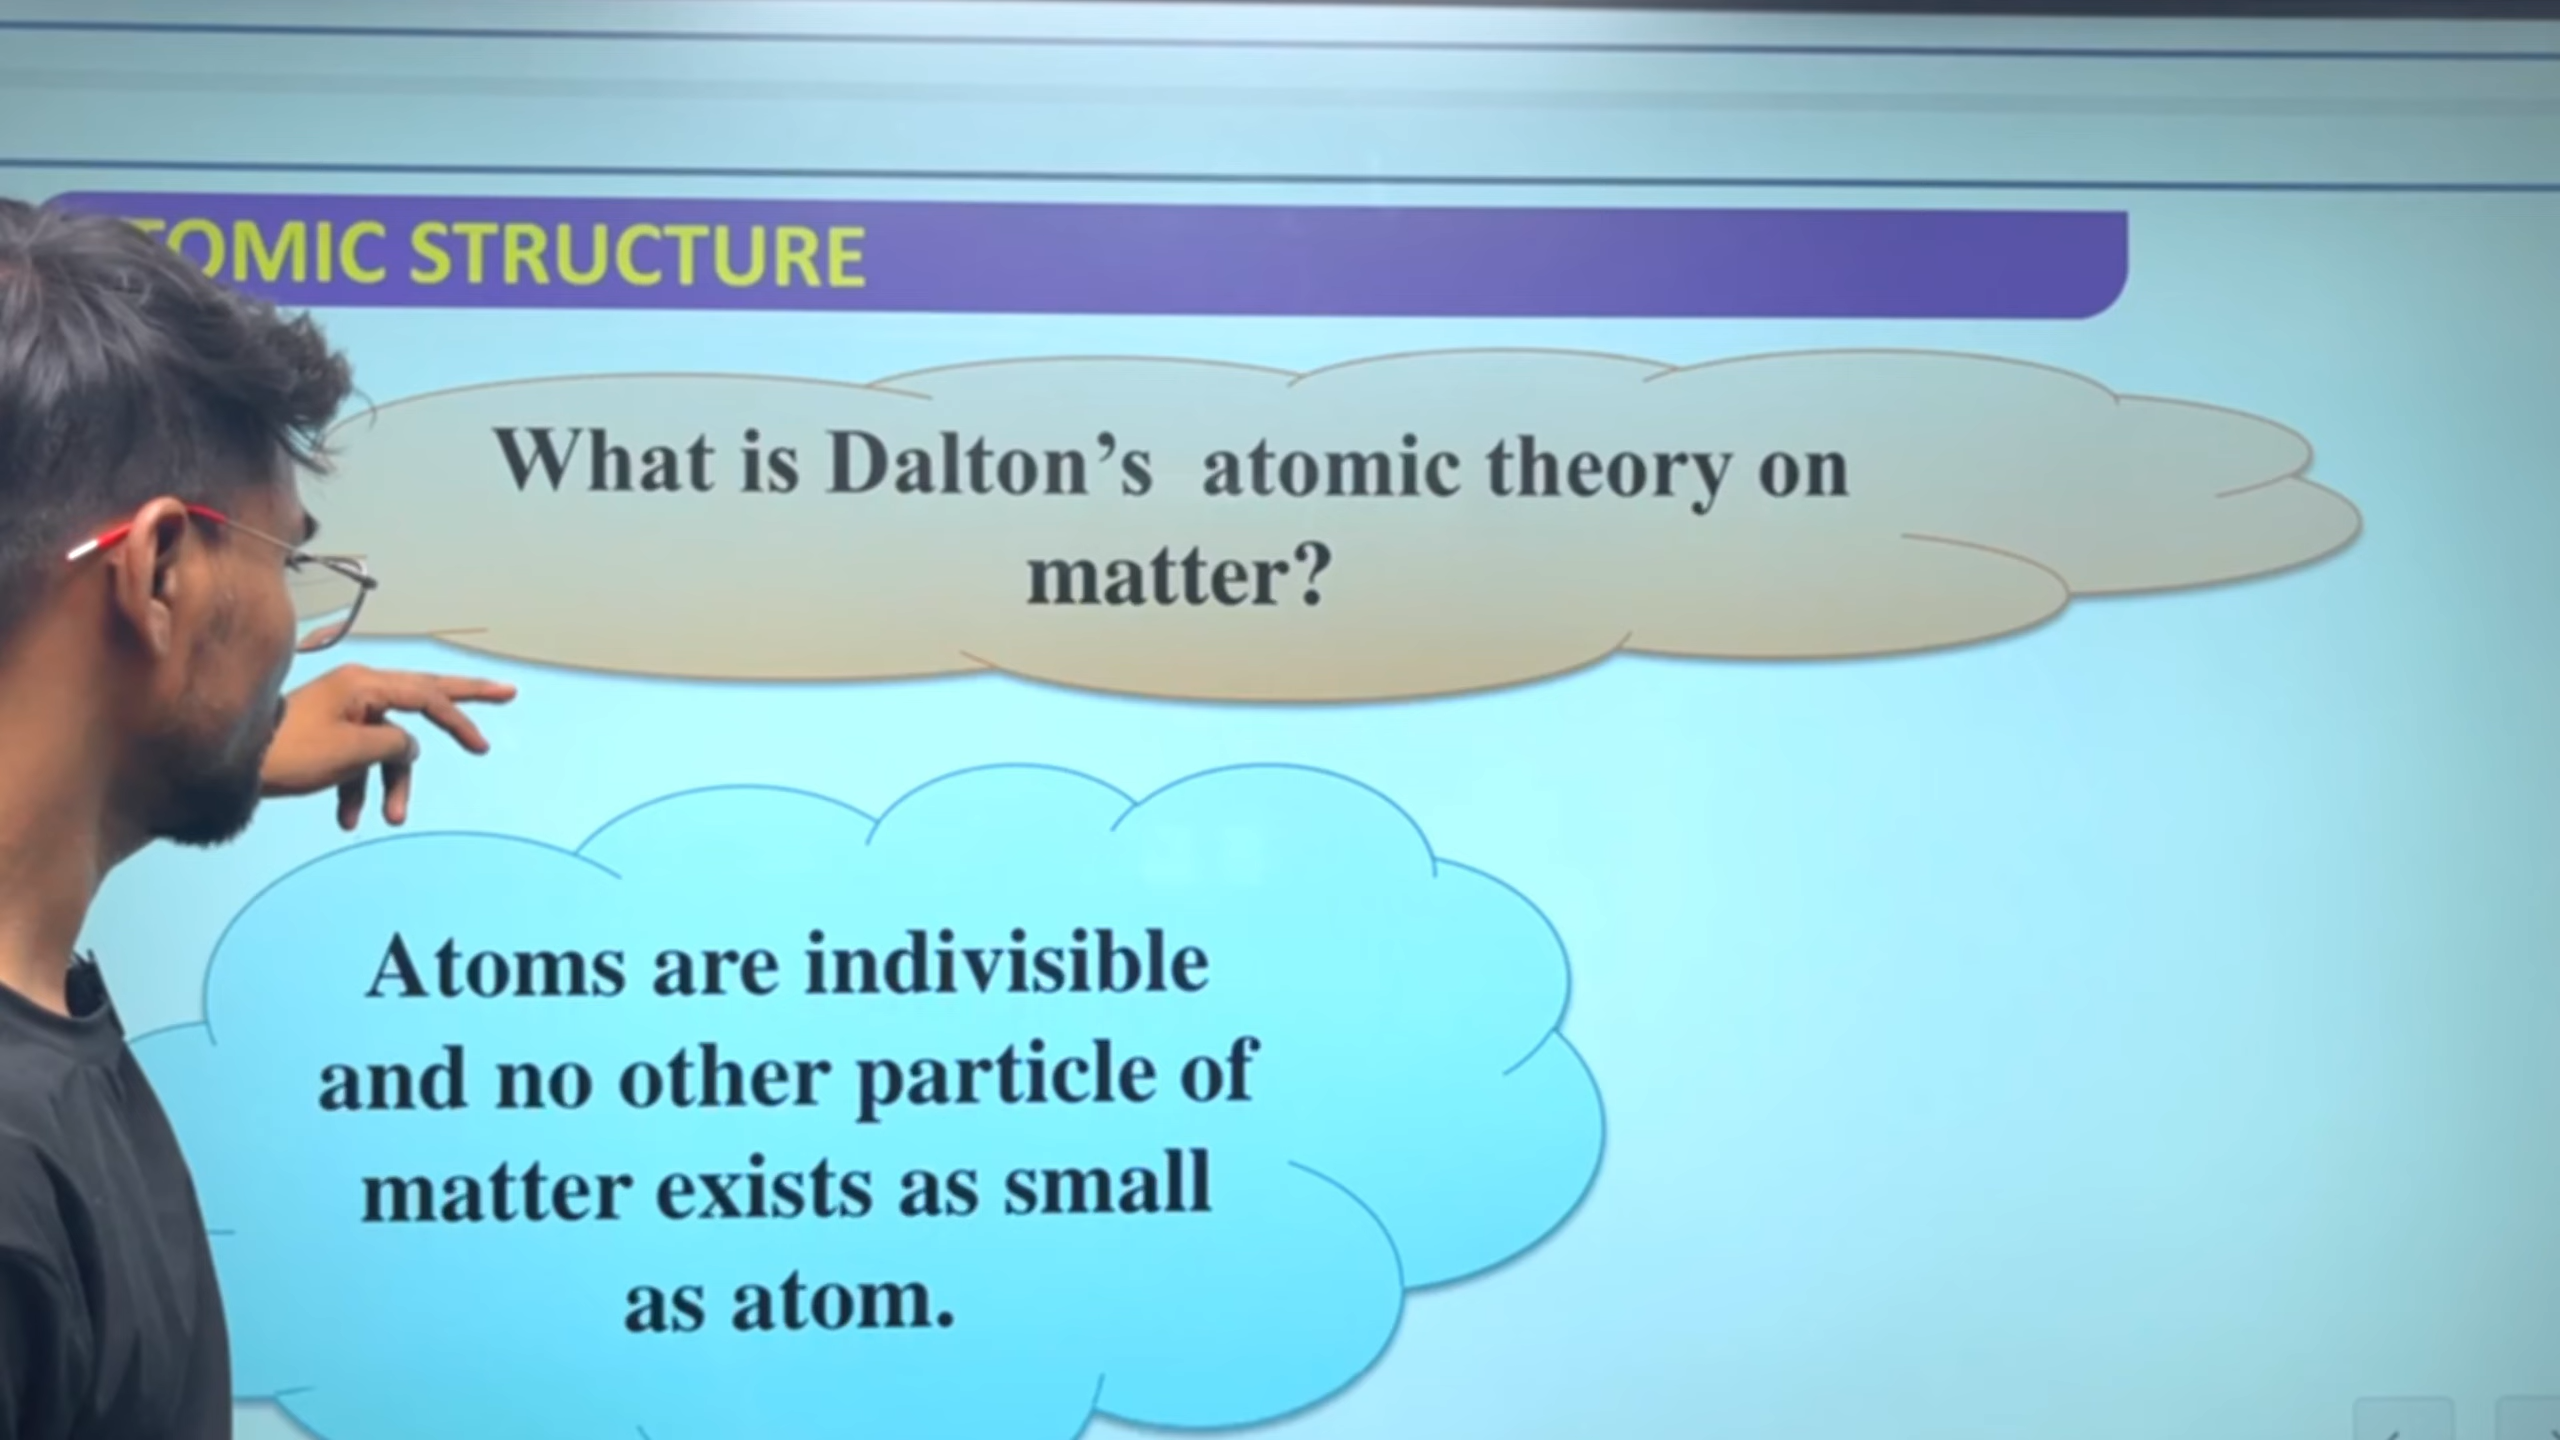 TOMIC STRUCTURE
What is Dalton’s atomic theory on
matter?
Atoms are indivisible
and no other particle of
matter exists as small
as atom.